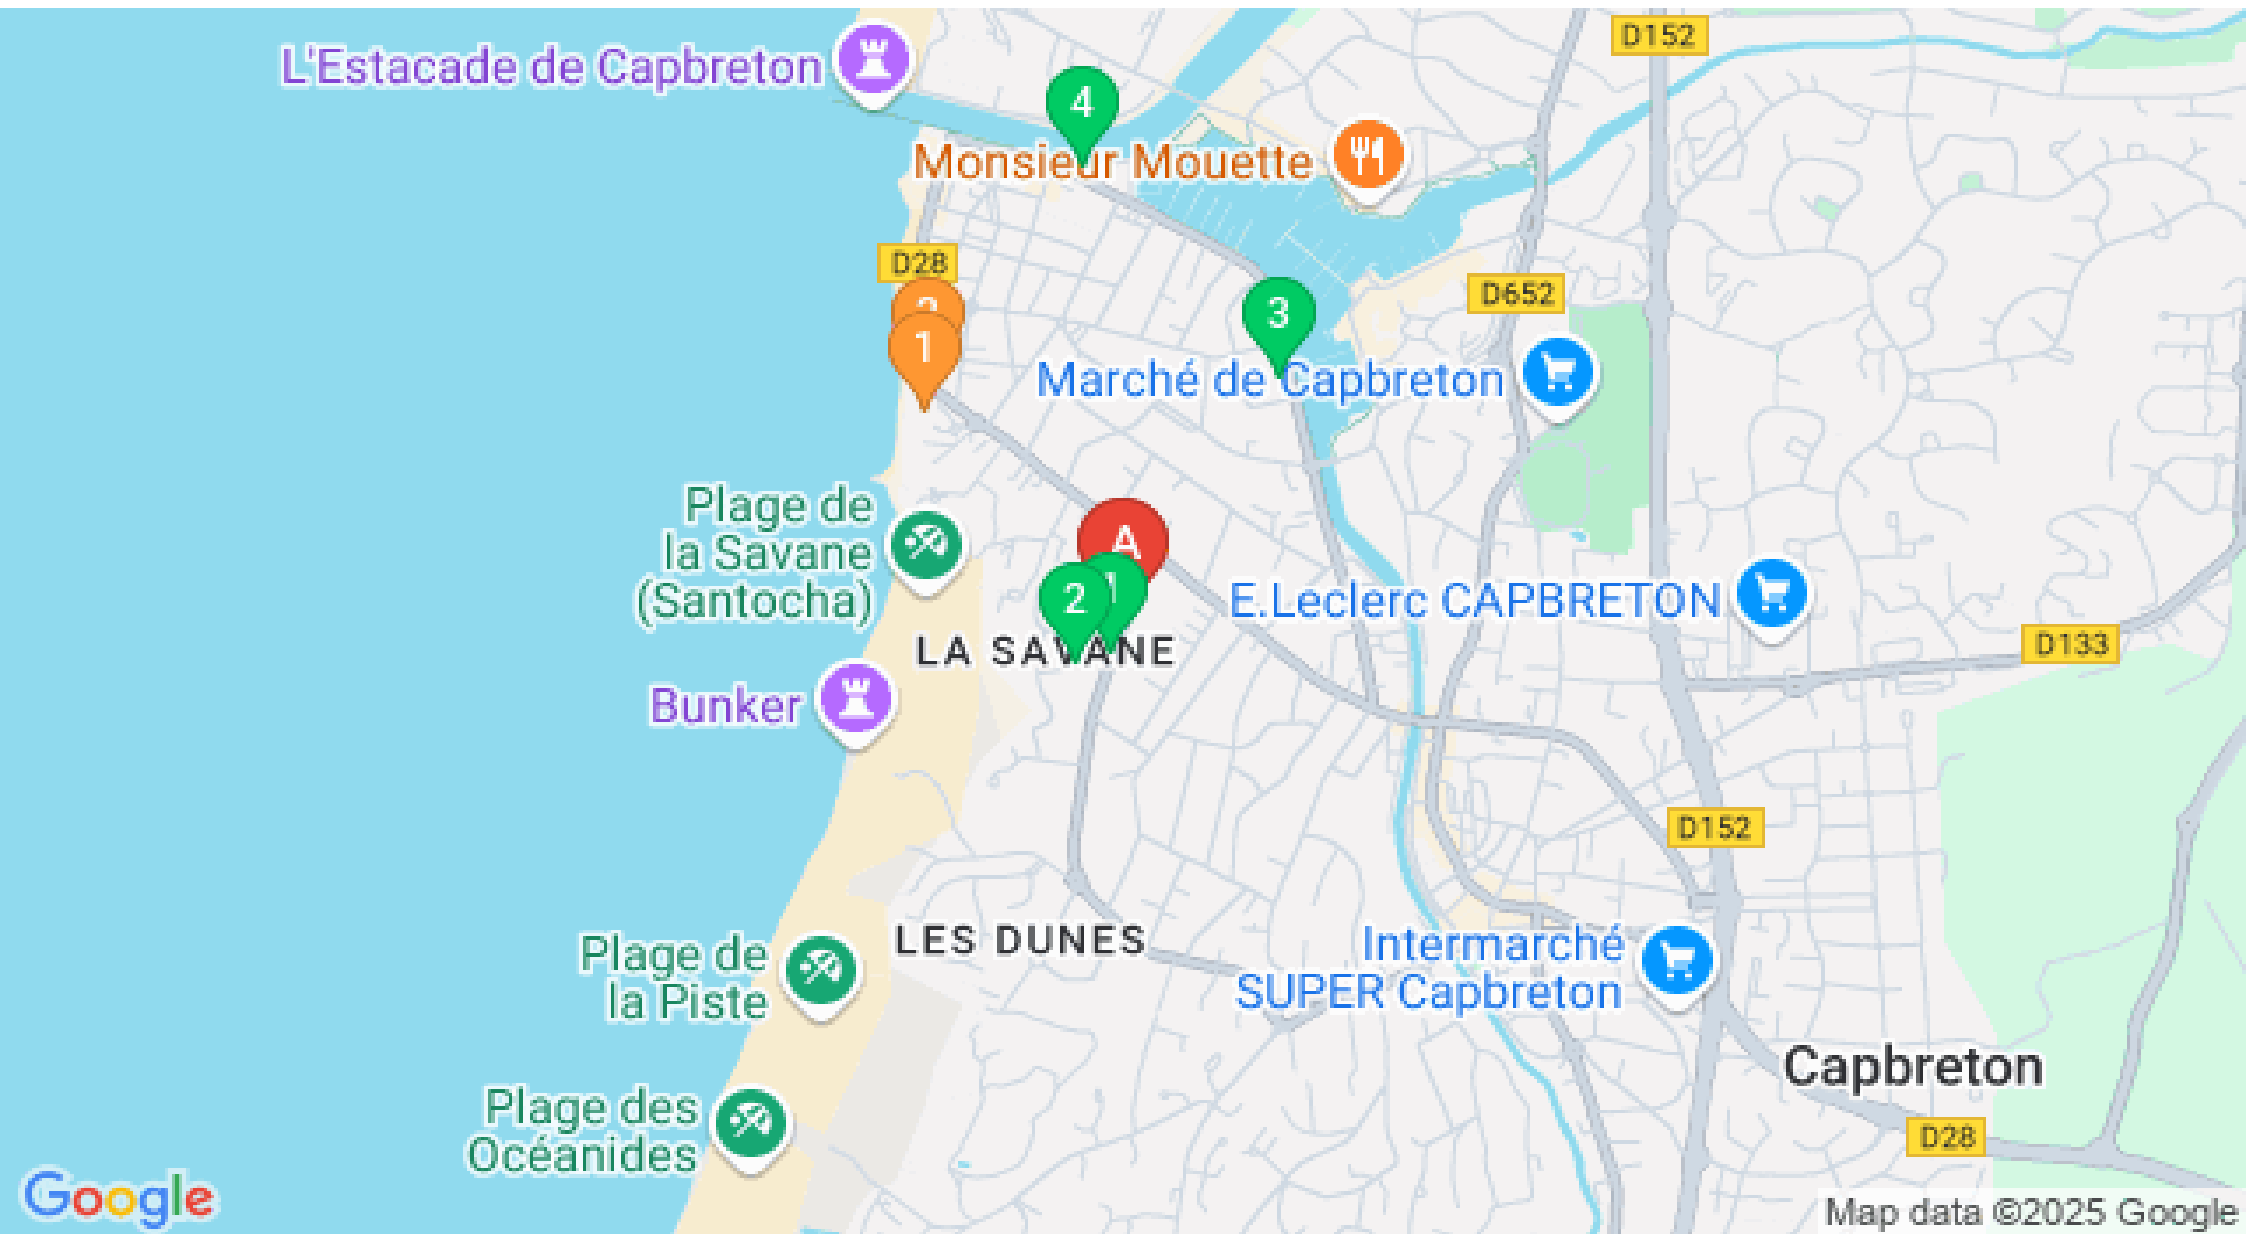 D152
L'Estacade de Capbreton
4
Monsieur Mouette
D28
D652
3
1
Marché de Capbreton
Plage de
la Savane
(Santocha)
A
1
2
E.Leclerc CAPBRETON
LA SAVANE
D133
Bunker
D152
LES DUNES
Plage de
la Piste
Intermarché
SUPER Capbreton
Capbreton
Plage des
Océanides
D28
Google
Map data ©2025 Google